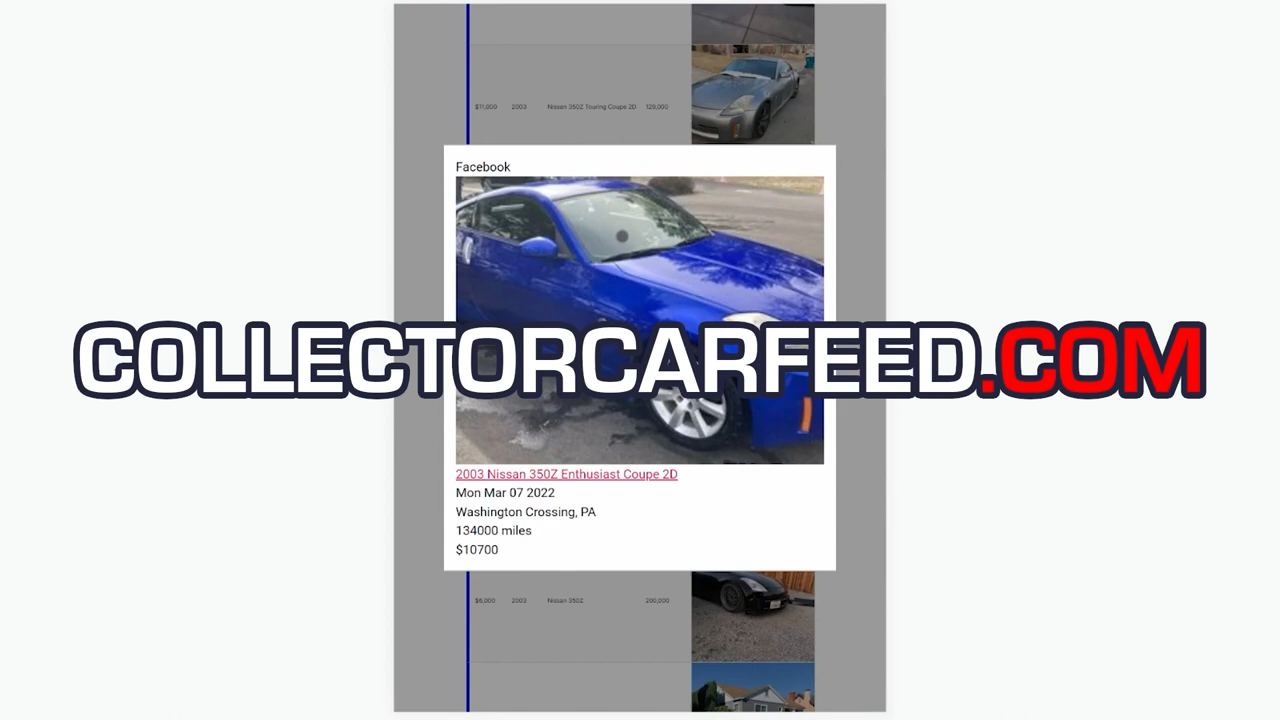 $11,000 2003 Nissan 350Z Touring Coupe 2D 129,000
Facebook
COLLECTORCARFEED.COM
2003 Nissan 350Z Enthusiast Coupe 2D
Mon Mar 07 2022
Washington Crossing, PA
134000 miles
$10700
$6,000 2003 Nissan 350Z 200,000